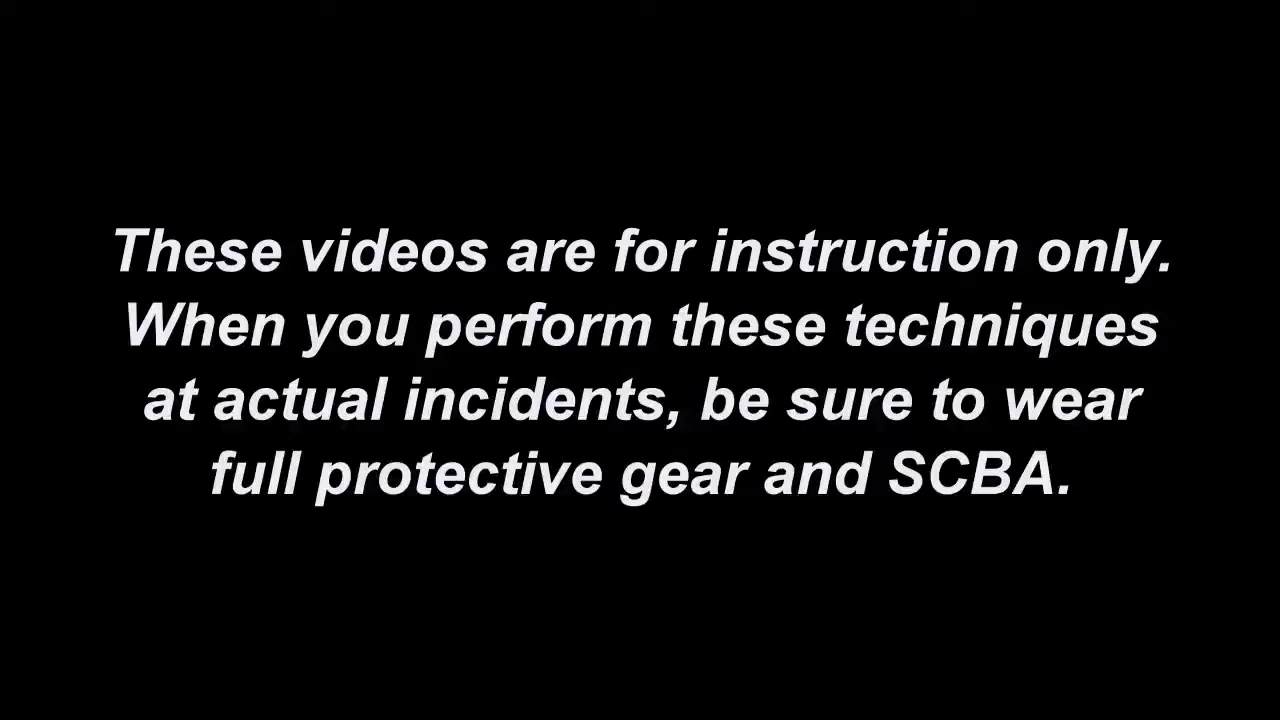 These videos are for instruction only.
When you perform these techniques
at actual incidents, be sure to wear
full protective gear and SCBA.